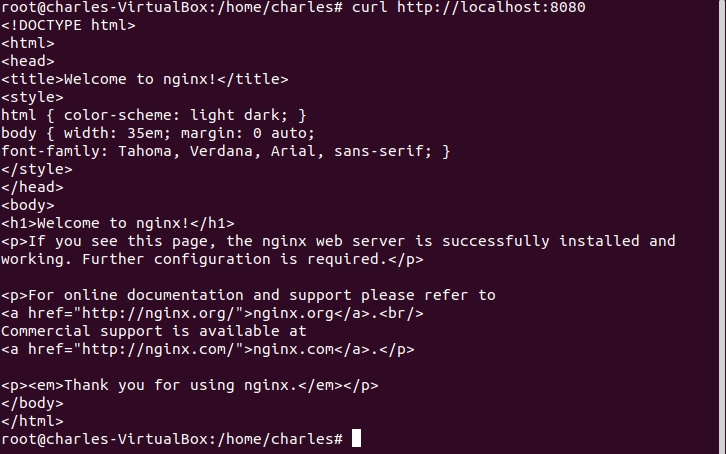 root@charles-VirtualBox:/home/charles# curl http://localhost:8080
<!DOCTYPE html>
<html>
<head>
<title>Welcome to nginx!</title>
<style>
html { color-scheme: light dark; }
body { width: 35em; margin: 0 auto;
font-family: Tahoma, Verdana, Arial, sans-serif; }
</style>
</head>
<body>
<h1>Welcome to nginx!</h1>
<p>If you see this page, the nginx web server is successfully installed and
working. Further configuration is required.</p>

<p>For online documentation and support please refer to
<a href="http://nginx.org/">nginx.org</a>.<br/>
Commercial support is available at
<a href="http://nginx.com/">nginx.com</a>.</p>

<p><em>Thank you for using nginx.</em></p>
</body>
</html>
root@charles-VirtualBox:/home/charles#